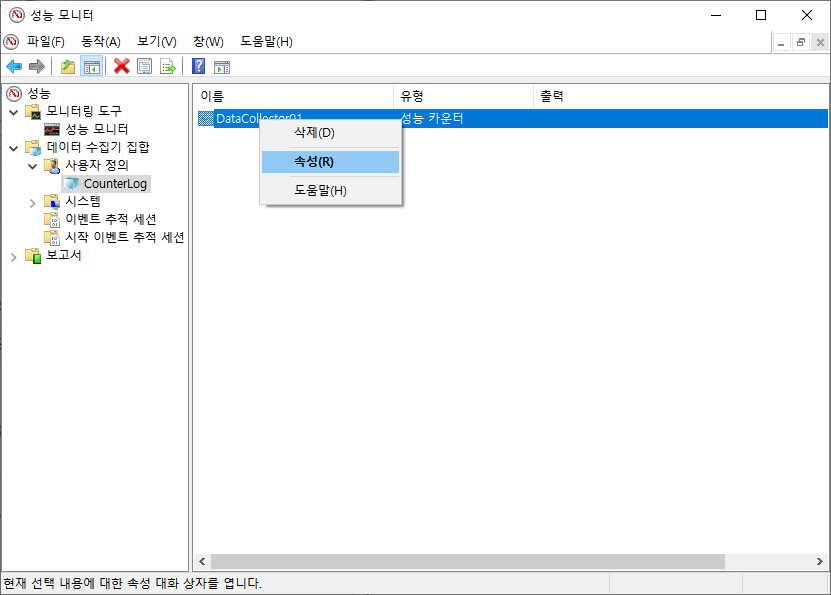 성능 모니터
파일(F) 동작(A) 보기(V) 창(W) 도움말(H)
성능
모니터링 도구
성능 모니터
데이터 수집기 집합
사용자 정의
CounterLog
시스템
이벤트 추적 세션
시작 이벤트 추적 세션
보고서
이름 유형 출력
DataCollector01 성능 카운터
삭제(D)
속성(R)
도움말(H)
현재 선택 내용에 대한 속성 대화 상자를 엽니다.